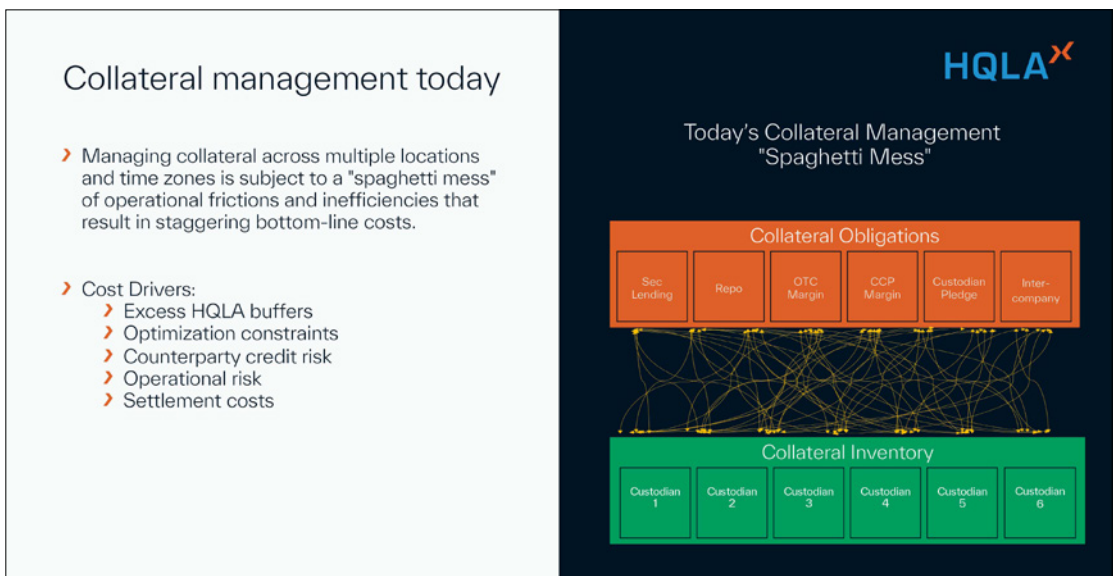 Collateral management today
❯ Managing collateral across multiple locations
and time zones is subject to a "spaghetti mess"
of operational frictions and inefficiencies that
result in staggering bottom-line costs.
❯ Cost Drivers:
❯ Excess HQLA buffers
❯ Optimization constraints
❯ Counterparty credit risk
❯ Operational risk
❯ Settlement costs
HQLAX
Today's Collateral Management
"Spaghetti Mess"
Collateral Obligations
Sec
Lending
Repo
OTC
Margin
CCP
Margin
Custodian
Pledge
Inter-
company
Collateral Inventory
Custodian
1
Custodian
2
Custodian
3
Custodian
4
Custodian
5
Custodian
6